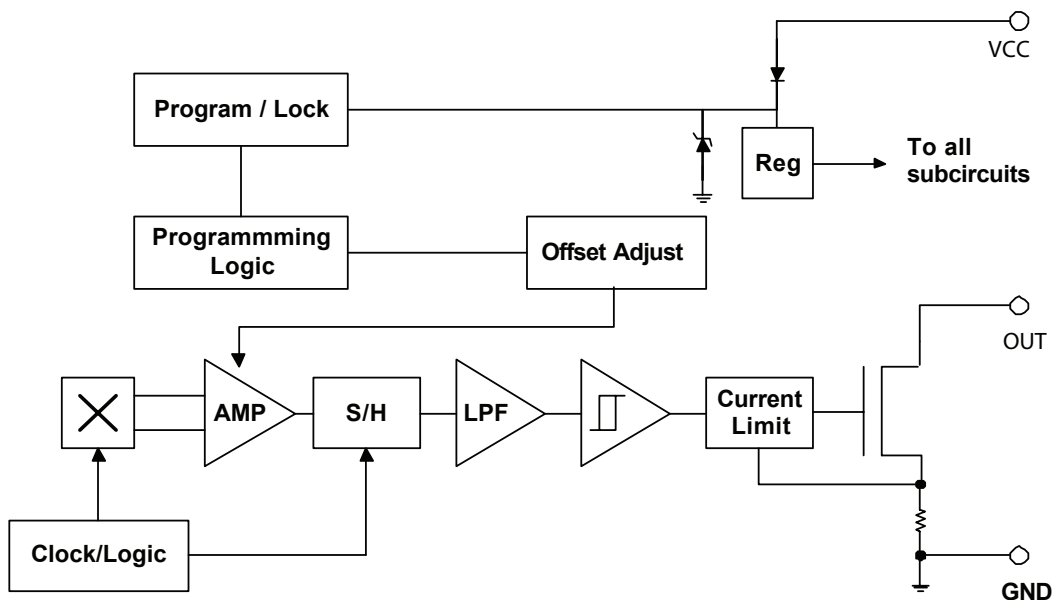 VCC
Program / Lock
Reg
To all
subcircuits
Programmming
Logic
Offset Adjust
OUT
AMP
S/H
LPF
Current
Limit
Clock/Logic
GND